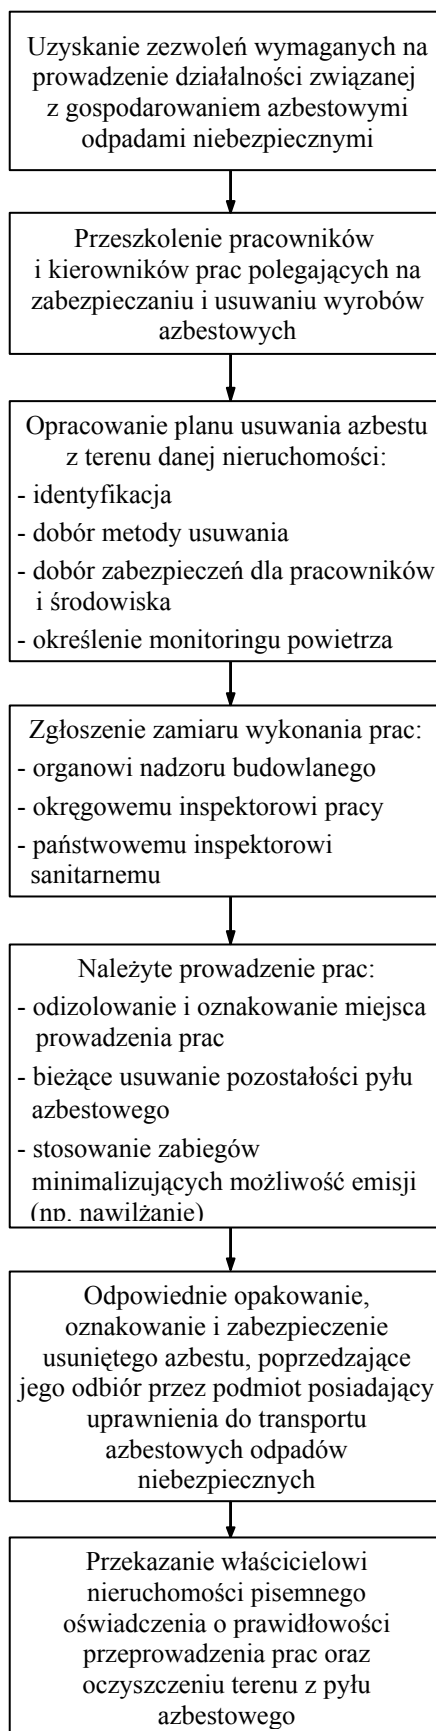 Uzyskanie zezwoleń wymaganych na
prowadzenie działalności związanej
z gospodarowaniem azbestowymi
odpadami niebezpiecznymi
Przeszkolenie pracowników
i kierowników prac polegających na
zabezpieczaniu i usuwaniu wyrobów
azbestowych
Opracowanie planu usuwania azbestu
z terenu danej nieruchomości:
- identyfikacja
- dobór metody usuwania
- dobór zabezpieczeń dla pracowników
i środowiska
- określenie monitoringu powietrza
Zgłoszenie zamiaru wykonania prac:
- organowi nadzoru budowlanego
- okręgowemu inspektorowi pracy
- państwowemu inspektorowi
sanitarnemu
Należyte prowadzenie prac:
- odizolowanie i oznakowanie miejsca
prowadzenia prac
- bieżące usuwanie pozostałości pyłu
azbestowego
- stosowanie zabiegów
minimalizujących możliwość emisji
(np. nawilżanie)
Odpowiednie opakowanie,
oznakowanie i zabezpieczenie
usuniętego azbestu, poprzedzające
jego odbiór przez podmiot posiadający
uprawnienia do transportu
azbestowych odpadów
niebezpiecznych
Przekazanie właścicielowi
nieruchomości pisemnego
oświadczenia o prawidłowości
przeprowadzenia prac oraz
oczyszczeniu terenu z pyłu
azbestowego